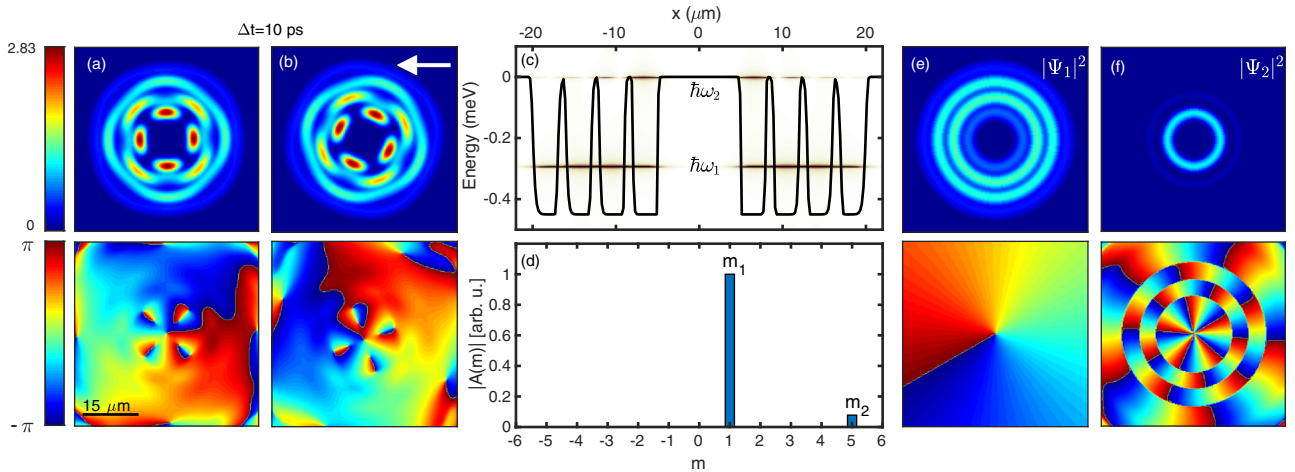 Δt=10 ps
x (μm)
-20 -10 0 10 20
2.83
0
(a)
(b)
(c)
ħω₂
ħω₁
Energy (meV)
0
-0.2
-0.4
(e)
|Ψ₁|²
(f)
|Ψ₂|²
π
-π
15 μm
(d)
m₁
m₂
|A(m)| [arb. u.]
1
0.8
0.6
0.4
0.2
0
-6 -5 -4 -3 -2 -1 0 1 2 3 4 5 6
m